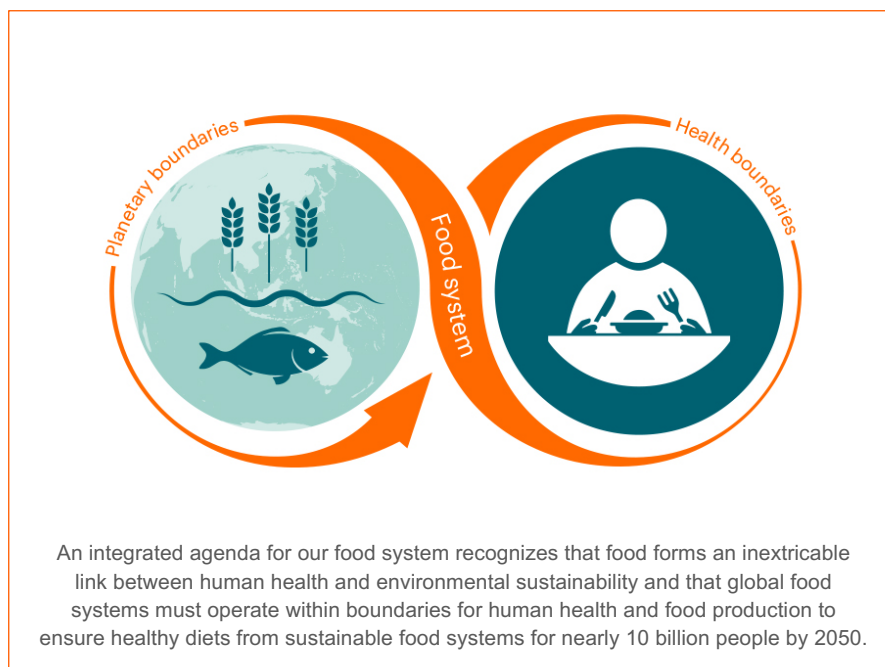 Planetary boundaries
Food system
Health boundaries
An integrated agenda for our food system recognizes that food forms an inextricable
link between human health and environmental sustainability and that global food
systems must operate within boundaries for human health and food production to
ensure healthy diets from sustainable food systems for nearly 10 billion people by 2050.